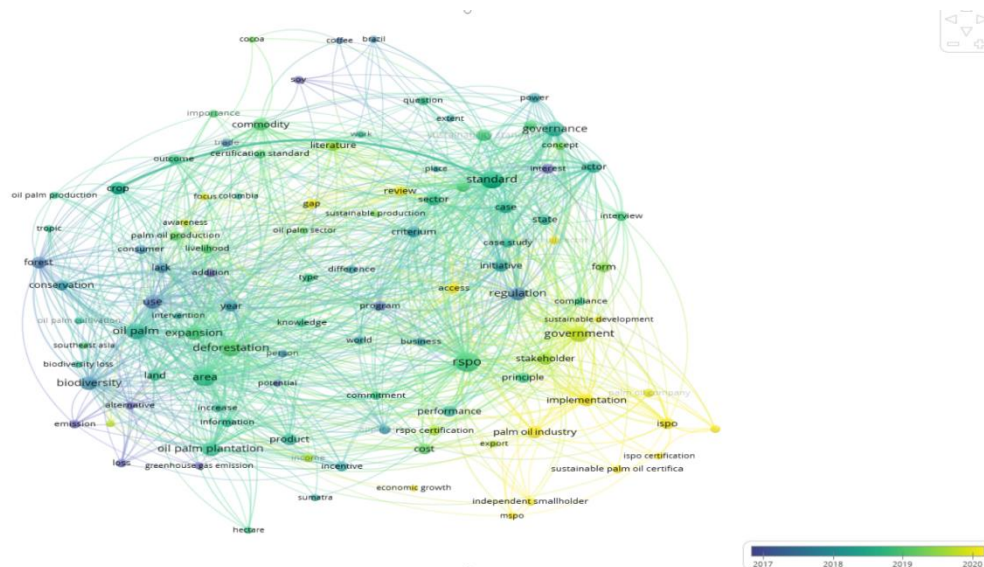 cocoa
coffee
brazil
soy
power
question
importance
extent
commodity
governance
trade
work
literature
concept
outcome
certification standard
place
interest
actor
crop
standard
oil palm production
focus
colombia
review
gap
sector
case
sustainable production
state
interview
tropic
awareness
palm oil production
oil palm sector
criterium
consumer
livelihood
case study
forest
lack
addition
type
difference
initiative
form
conservation
access
use
year
program
regulation
compliance
oil palm cultivation
intervention
knowledge
sustainable development
oil palm
expansion
government
southeast asia
deforestation
person
world
business
biodiversity loss
rspo
stakeholder
land
area
principle
biodiversity
potential
commitment
alternative
implementation
increase
performance
emission
information
rspo certification
palm oil industry
ispo
product
oil palm plantation
cost
export
income
ispo certification
loss
greenhouse gas emission
incentive
sustainable palm oil certifica
economic growth
sumatra
independent smallholder
mspo
hectare
2017
2018
2019
2020